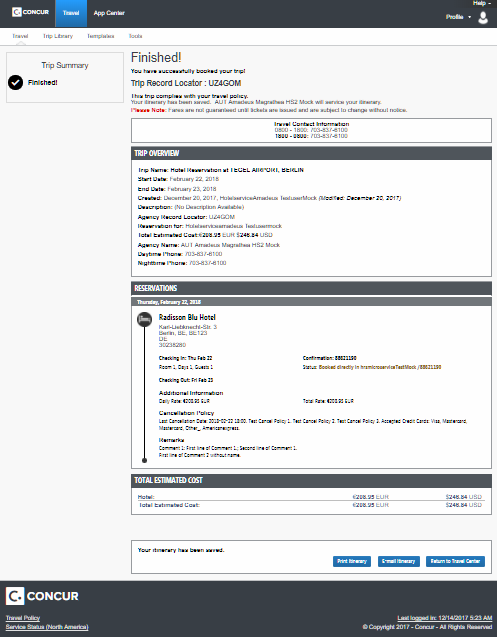 Help -
C. CONCUR Travel App Center Profile
Travel Trip Library Templates Tools
Trip Summary
Finished!
Finished!
You have successfully booked your trip!
Trip Record Locator : UZ4GOM
This trip complies with your travel policy.
Your itinerary has been saved. AUT Amadeus Magrathea HS2 Mock will service your itinerary.
Please Note: Fares are not guaranteed until tickets are issued and are subject to change without notice.
Travel Contact Information
0800 - 1800: 703-837-6100
1800 - 0800: 703-837-6100
TRIP OVERVIEW
Trip Name: Hotel Reservation at TEGEL AIRPORT, BERLIN
Start Date: February 22, 2018
End Date: February 23, 2018
Created: December 20, 2017, HotelserviceAmadeus TestuserMock (Modified: December 20, 2017)
Description: (No Description Available)
Agency Record Locator: UZ4GOM
Reservation for: Hotelserviceamadeus Testusermock
Total Estimated Cost:€208.95 EUR $246.84 USD
Agency Name: AUT Amadeus Magrathea HS2 Mock
Daytime Phone: 703-837-6100
Nighttime Phone: 703-837-6100
RESERVATIONS
Thursday, February 22, 2018
Radisson Blu Hotel
Karl-Liebknecht-Str. 3
Berlin, BE, BE123
DE
30238280
Checking In: Thu Feb 22 Confirmation: 88621198
Room 1, Days 1, Guests 1 Status: Booked directly in hrsmicroserviceTestMock /88621198
Checking Out: Fri Feb 23
Additional Information
Daily Rate: €208.95 EUR Total Rate: €208.95 EUR
Cancellation Policy
Last Cancellation Date: 2018-02-22 18:00. Test Cancel Policy 1. Test Cancel Policy 2. Test Cancel Policy 3. Accepted Credit Cards: Visa, Mastercard,
Mastercard, Other_, Americanexpress.
Remarks
Comment 1: First line of Comment 1.; Second line of Comment 1.
First line of Comment 2 without name.
TOTAL ESTIMATED COST
Hotel: €208.95 EUR $246.84 USD
Total Estimated Cost: €208.95 EUR $246.84 USD
Your itinerary has been saved.
Print Itinerary E-mail Itinerary Return to Travel Center
C. CONCUR
Travel Policy Last logged in: 12/14/2017 5:23 AM
Service Status (North America) © Copyright 2017 - Concur - All Rights Reserved